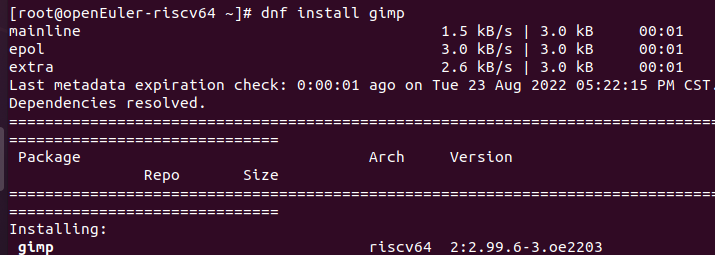 [root@openEuler-riscv64 ~]# dnf install gimp
mainline 1.5 kB/s | 3.0 kB 00:01
epol 3.0 kB/s | 3.0 kB 00:01
extra 2.6 kB/s | 3.0 kB 00:01
Last metadata expiration check: 0:00:01 ago on Tue 23 Aug 2022 05:22:15 PM CST.
Dependencies resolved.
================================================================================
==============================
Package Arch Version
Repo Size
================================================================================
==============================
Installing:
gimp riscv64 2:2.99.6-3.oe2203